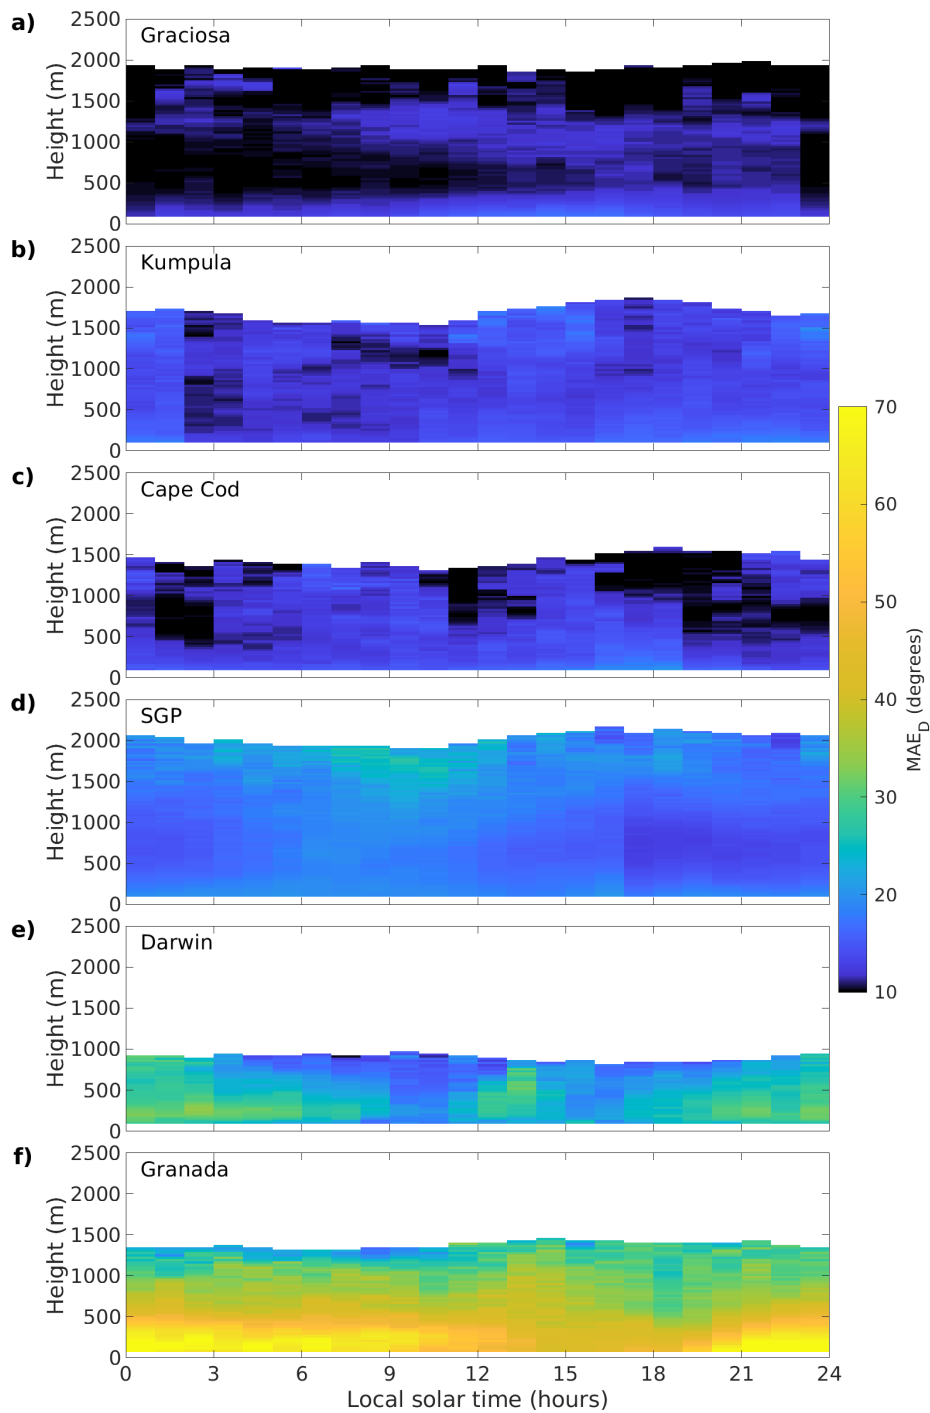 a)
Graciosa
2500
2000
1500
1000
500
0
Height (m)
b)
Kumpula
2500
2000
1500
1000
500
0
Height (m)
c)
Cape Cod
2500
2000
1500
1000
500
0
Height (m)
d)
SGP
2500
2000
1500
1000
500
0
Height (m)
e)
Darwin
2500
2000
1500
1000
500
0
Height (m)
f)
Granada
2500
2000
1500
1000
500
0
Height (m)
0 3 6 9 12 15 18 21 24
Local solar time (hours)
70
60
50
40
30
20
10
MAE_D (degrees)